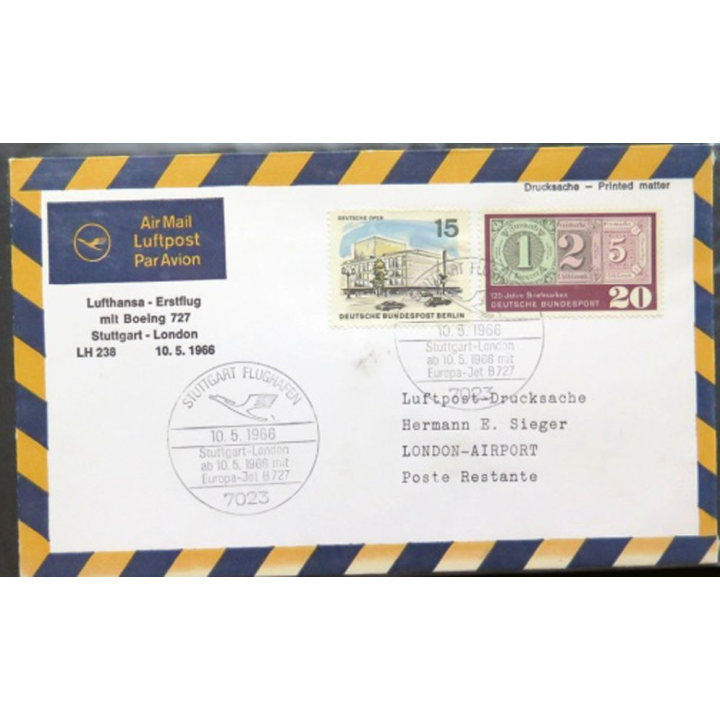 Drucksache – Printed matter
Air Mail
Luftpost
Par Avion
Lufthansa - Erstflug
mit Boeing 727
Stuttgart - London
LH 238 10. 5. 1966
DEUTSCHE OPER
15
DEUTSCHE BUNDESPOST BERLIN
1
2
5
125 Jahre Briefmarken
DEUTSCHE BUNDESPOST
20
STUTTGART FLUGHAFEN
10. 5. 1966
Stuttgart-London
ab 10. 5. 1966 mit
Europa-Jet B727
7023
10. 5. 1966
Stuttgart-London
ab 10. 5. 1966 mit
Europa-Jet B727
7023
Luftpost-Drucksache
Hermann E. Sieger
LONDON-AIRPORT
Poste Restante